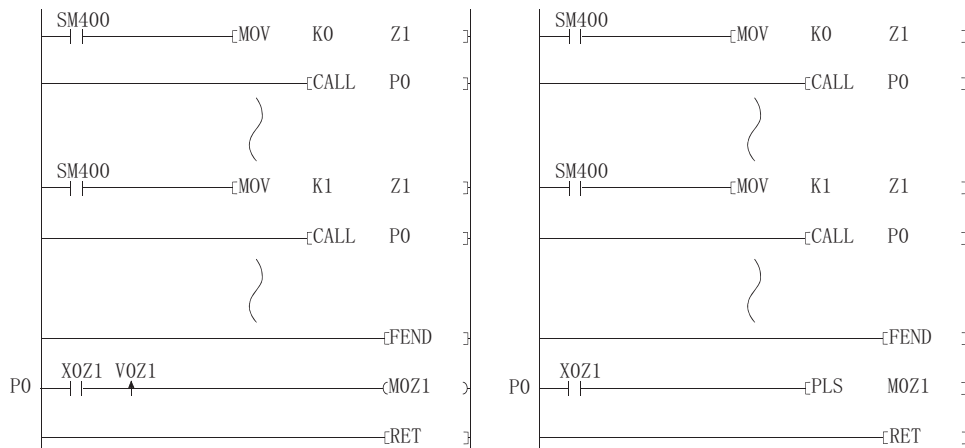 SM400
MOV K0 Z1
CALL P0
SM400
MOV K1 Z1
CALL P0
FEND
X0Z1 V0Z1
P0 M0Z1
RET
SM400
MOV K0 Z1
CALL P0
SM400
MOV K1 Z1
CALL P0
FEND
X0Z1
P0 PLS M0Z1
RET